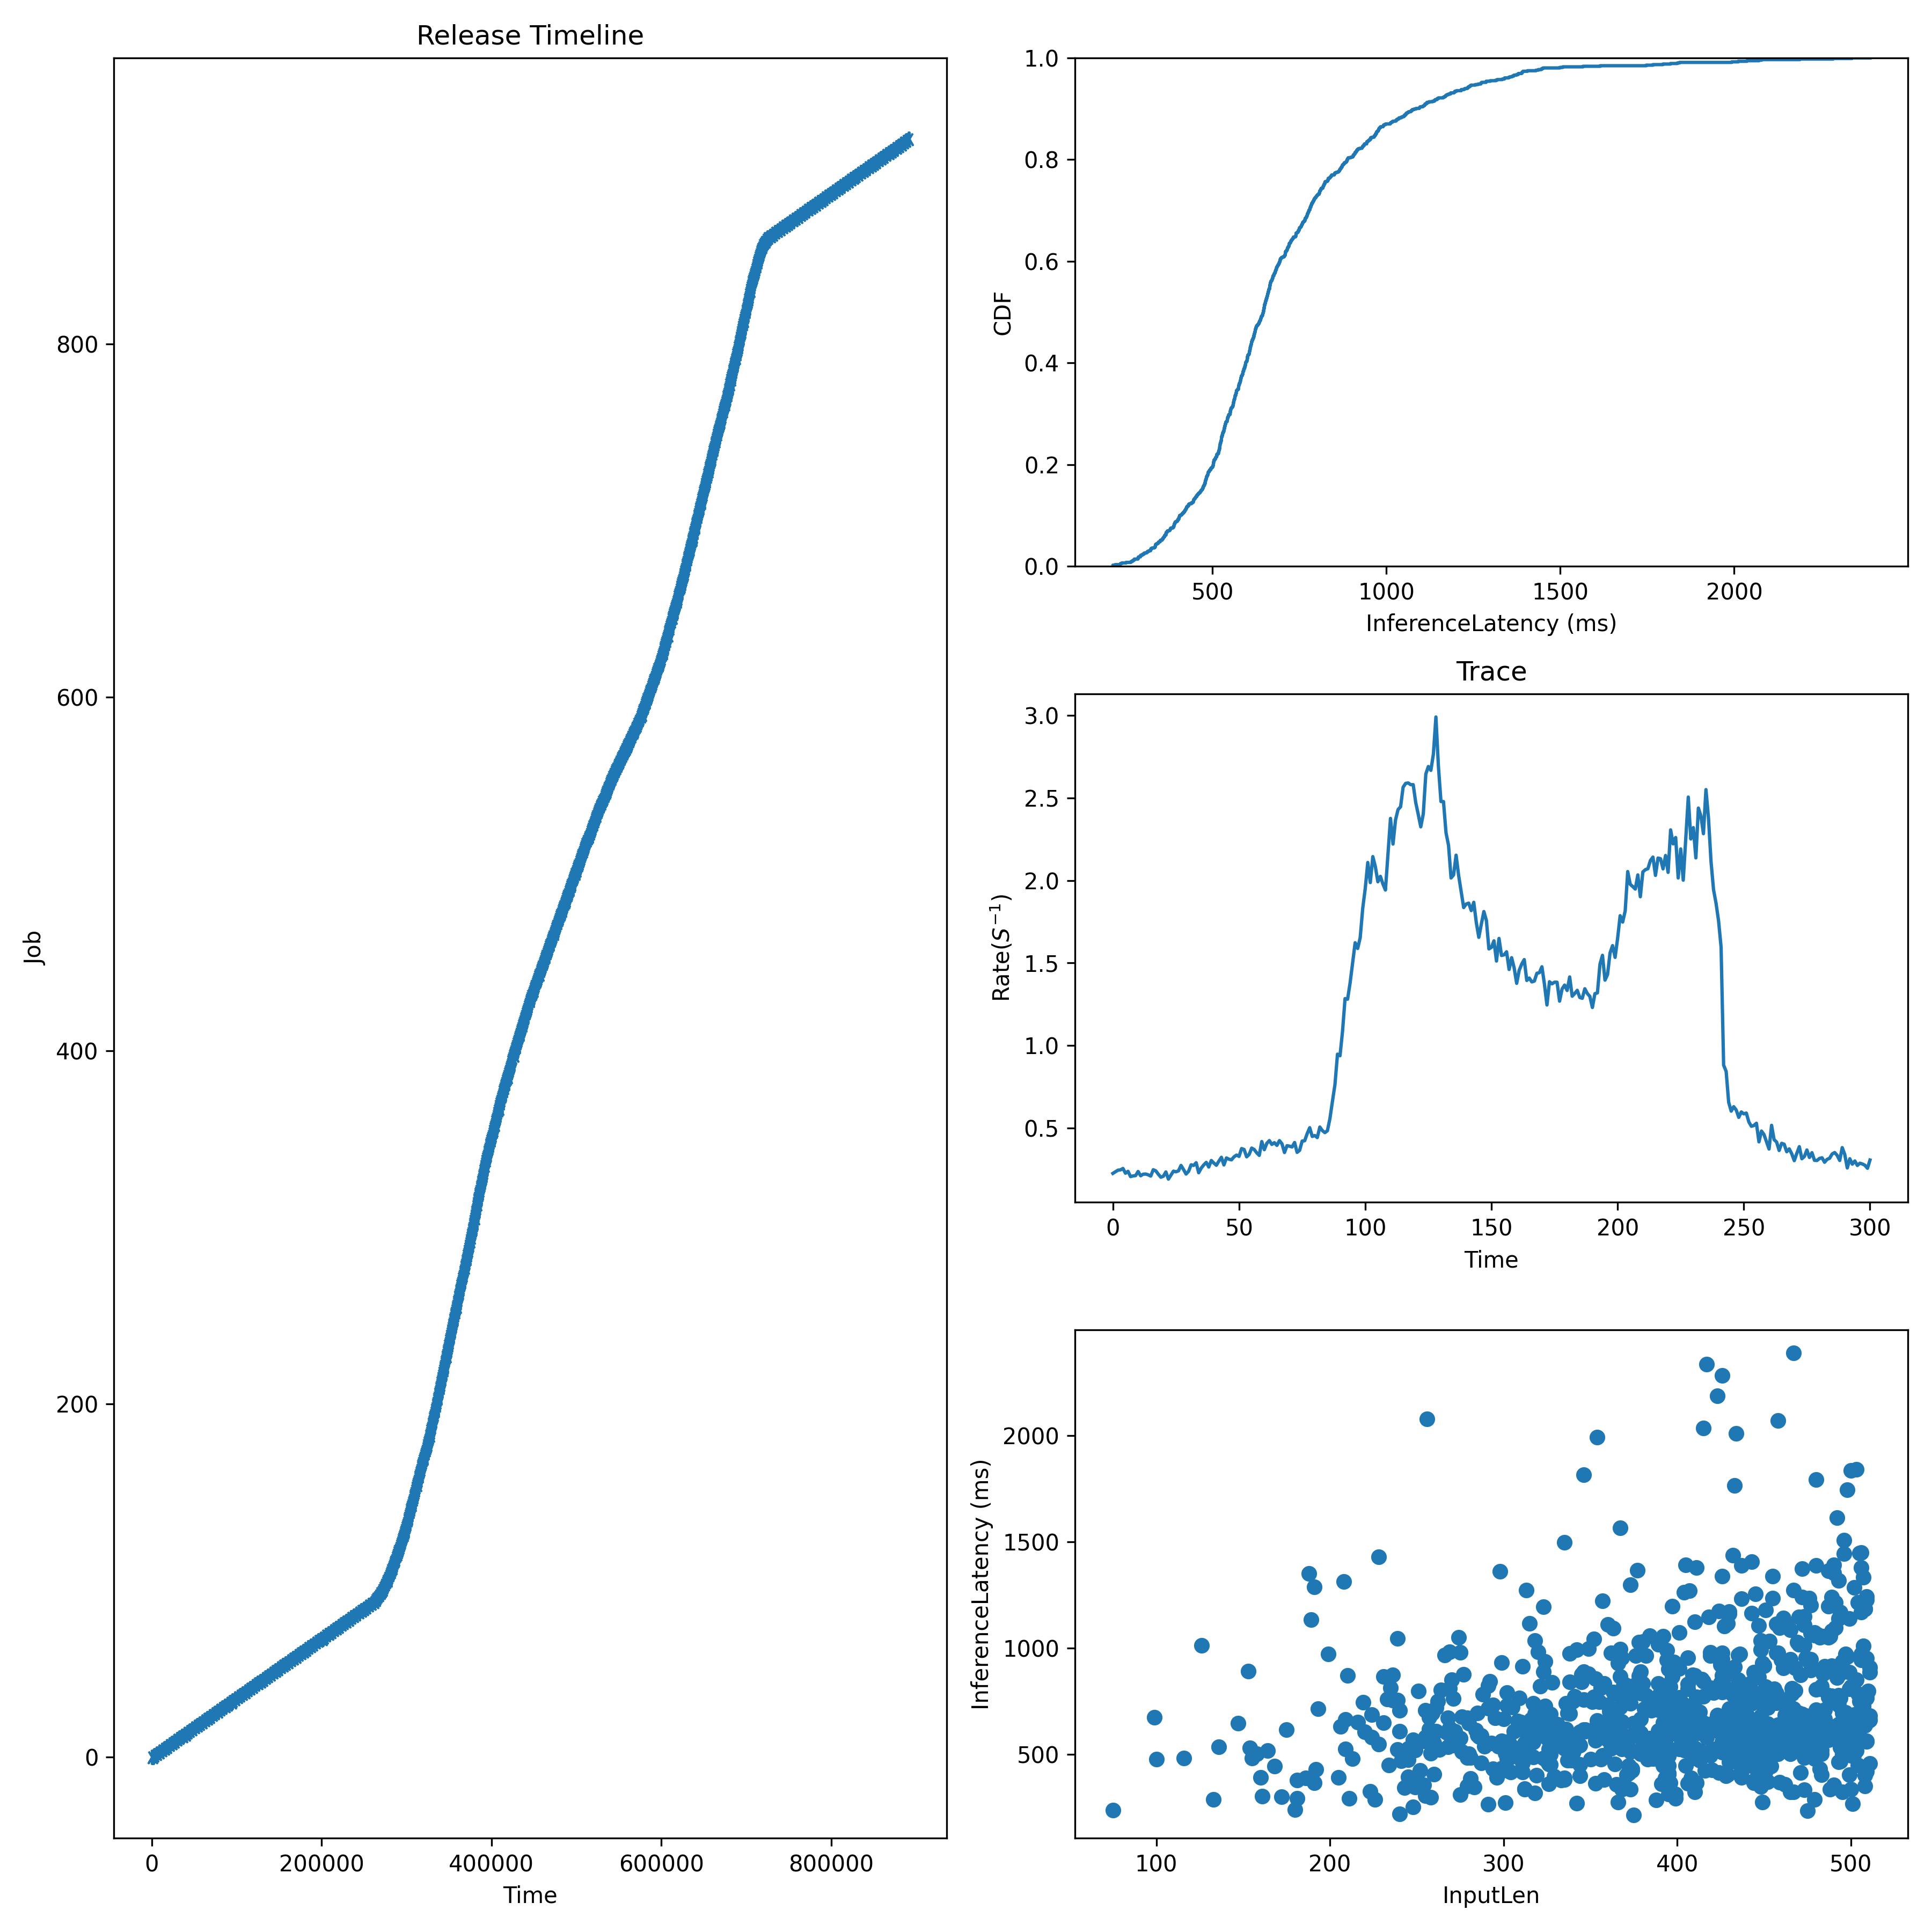 Release Timeline
Job
800
600
400
200
0
0 200000 400000 600000 800000
Time
CDF
1.0
0.8
0.6
0.4
0.2
0.0
500 1000 1500 2000
InferenceLatency (ms)
Trace
Rate(S⁻¹)
3.0
2.5
2.0
1.5
1.0
0.5
0 50 100 150 200 250 300
Time
InferenceLatency (ms)
2000
1500
1000
500
100 200 300 400 500
InputLen